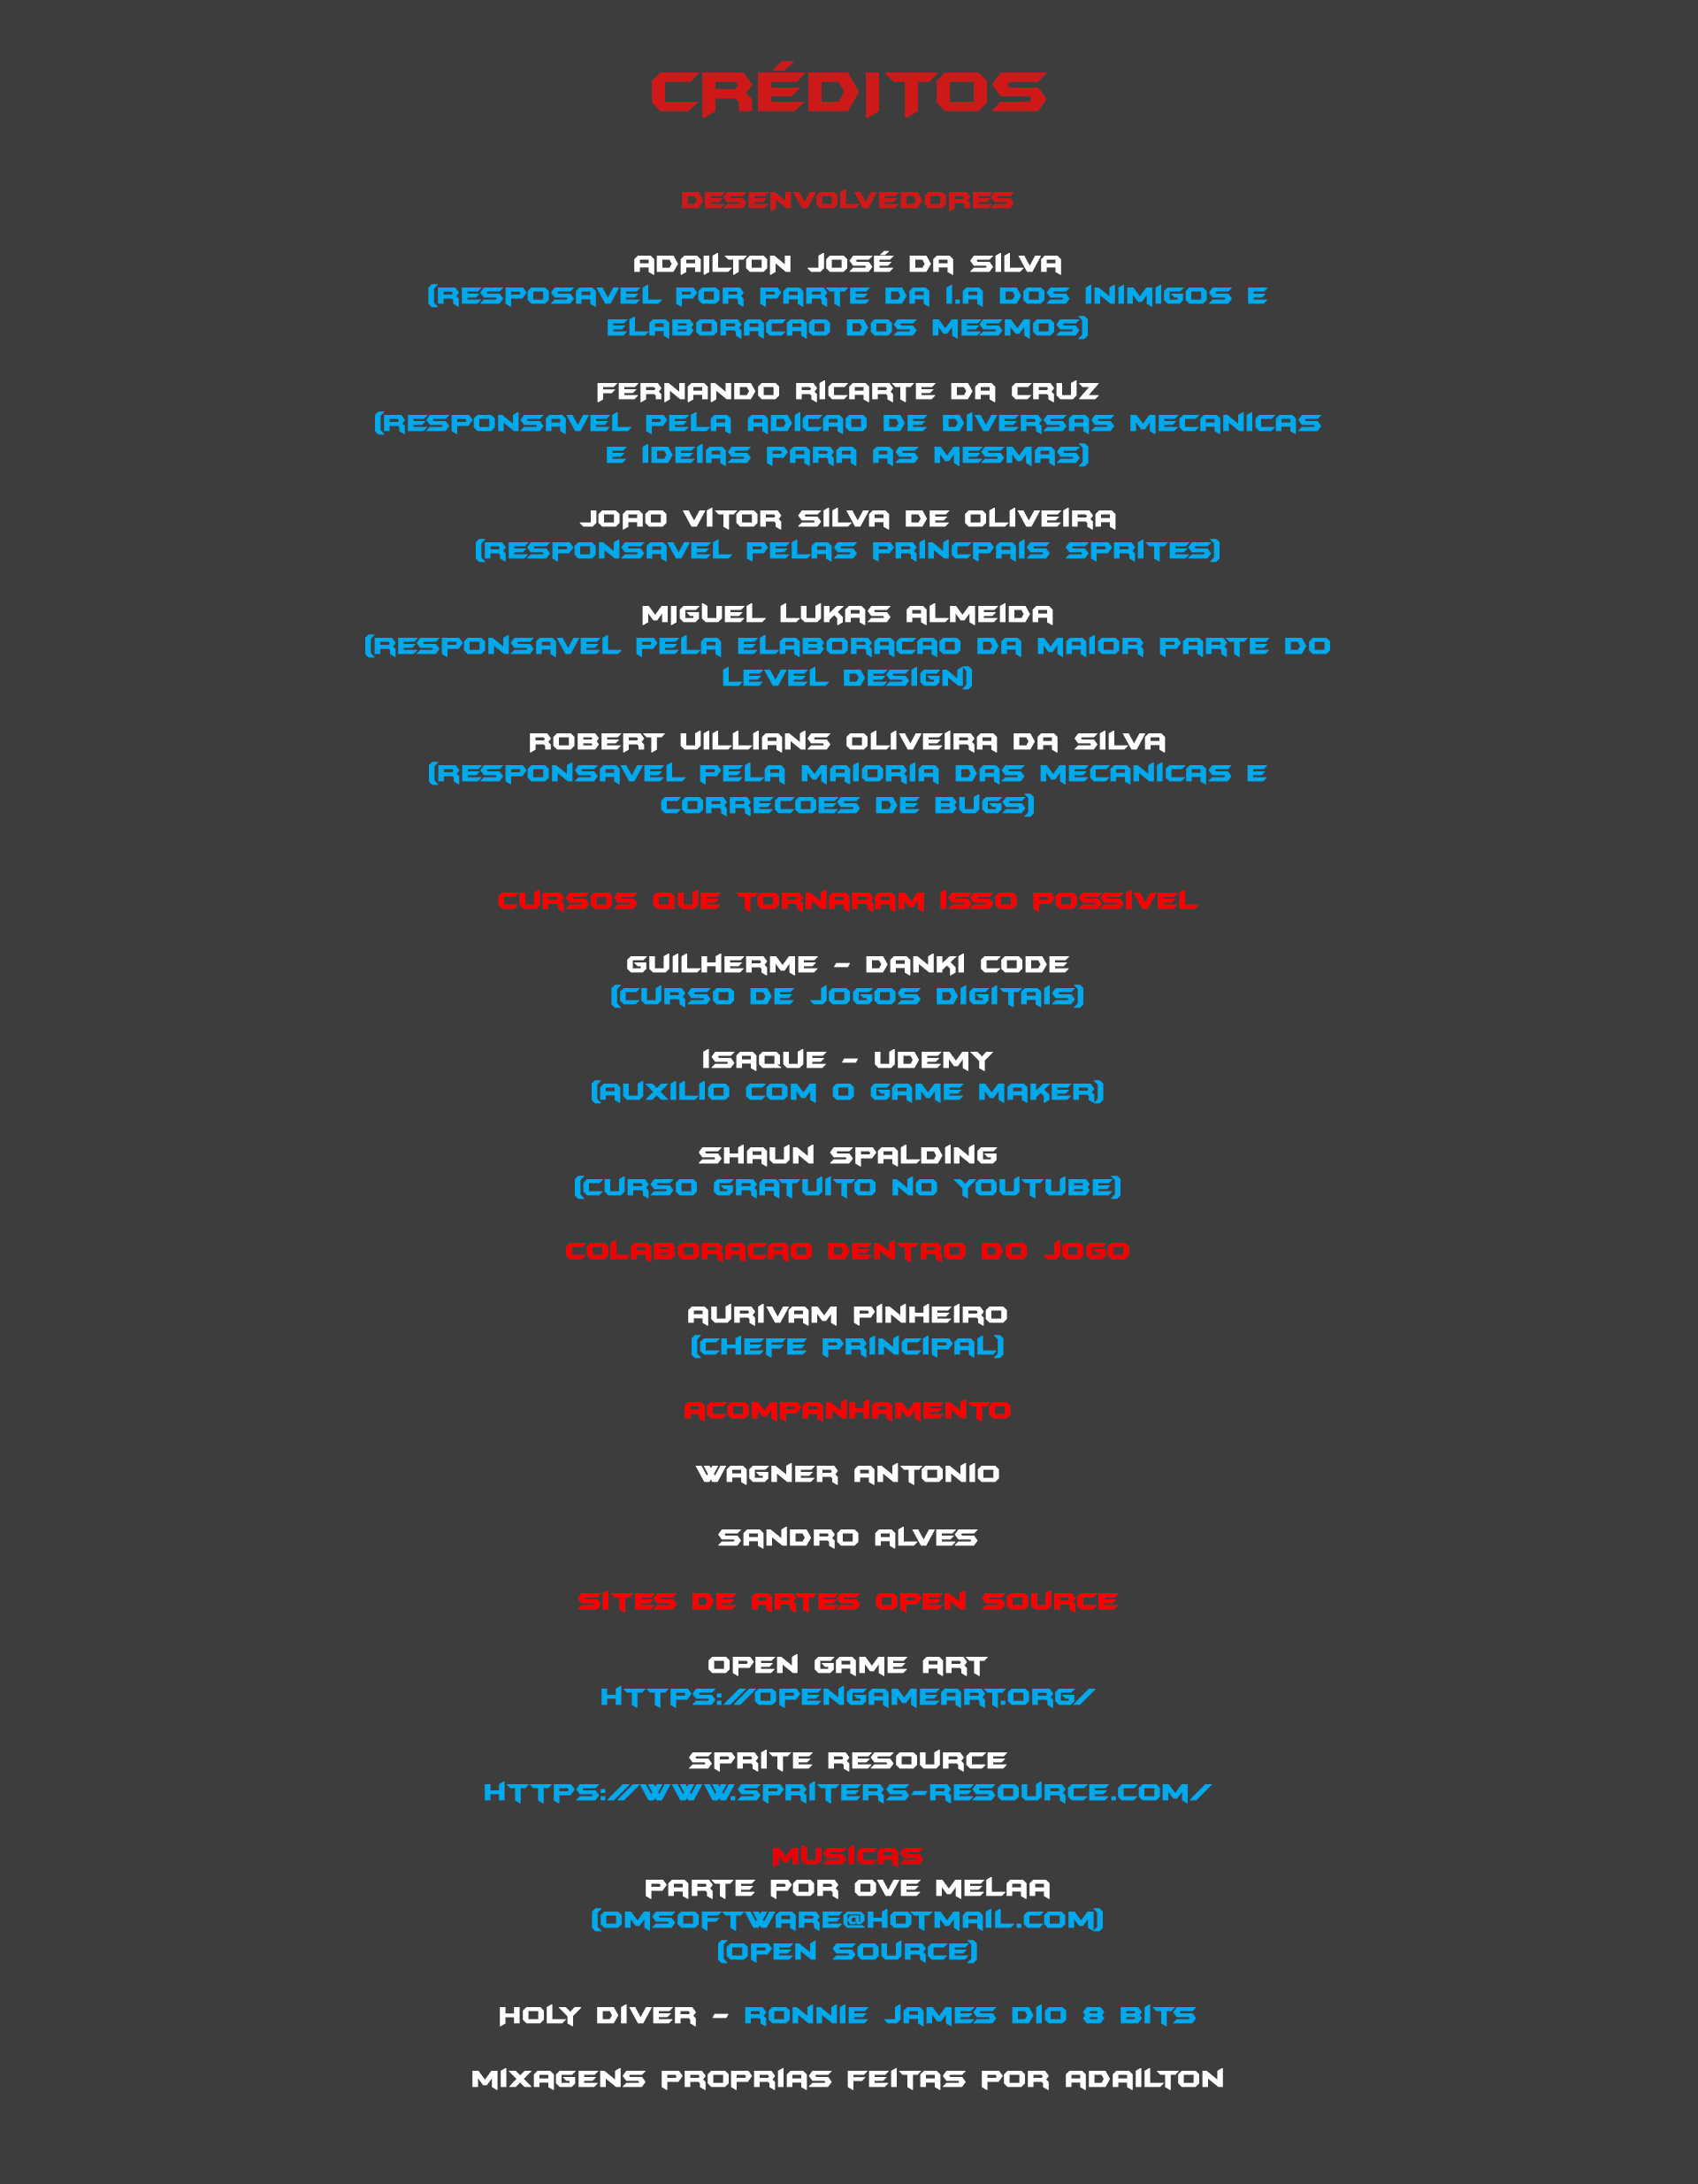 CRÉDITOS
DESENVOLVEDORES
ADAILTON JOSÉ DA SILVA
(RESPOSAVEL POR PARTE DA I.A DOS INIMIGOS E
ELABORACAO DOS MESMOS)
FERNANDO RICARTE DA CRUZ
(RESPONSAVEL PELA ADICAO DE DIVERSAS MECANICAS
E IDEIAS PARA AS MESMAS)
JOAO VITOR SILVA DE OLIVEIRA
(RESPONSAVEL PELAS PRINCPAIS SPRITES)
MIGUEL LUKAS ALMEIDA
(RESPONSAVEL PELA ELABORACAO DA MAIOR PARTE DO
LEVEL DESIGN)
ROBERT UILLIANS OLIVEIRA DA SILVA
(RESPONSAVEL PELA MAIORIA DAS MECANICAS E
CORRECOES DE BUGS)
CURSOS QUE TORNARAM ISSO POSSÍVEL
GUILHERME - DANKI CODE
(CURSO DE JOGOS DIGITAIS)
ISAQUE - UDEMY
(AUXILIO COM O GAME MAKER)
SHAUN SPALDING
(CURSO GRATUITO NO YOUTUBE)
COLABORACAO DENTRO DO JOGO
AURIVAM PINHEIRO
(CHEFE PRINCIPAL)
ACOMPANHAMENTO
WAGNER ANTONIO
SANDRO ALVES
SITES DE ARTES OPEN SOURCE
OPEN GAME ART
HTTPS://OPENGAMEART.ORG/
SPRITE RESOURCE
HTTPS://WWW.SPRITERS-RESOURCE.COM/
MUSICAS
PARTE POR OVE MELAA
(OMSOFTWARE@HOTMAIL.COM)
(OPEN SOURCE)
HOLY DIVER - RONNIE JAMES DIO 8 BITS
MIXAGENS PROPRIAS FEITAS POR ADAILTON